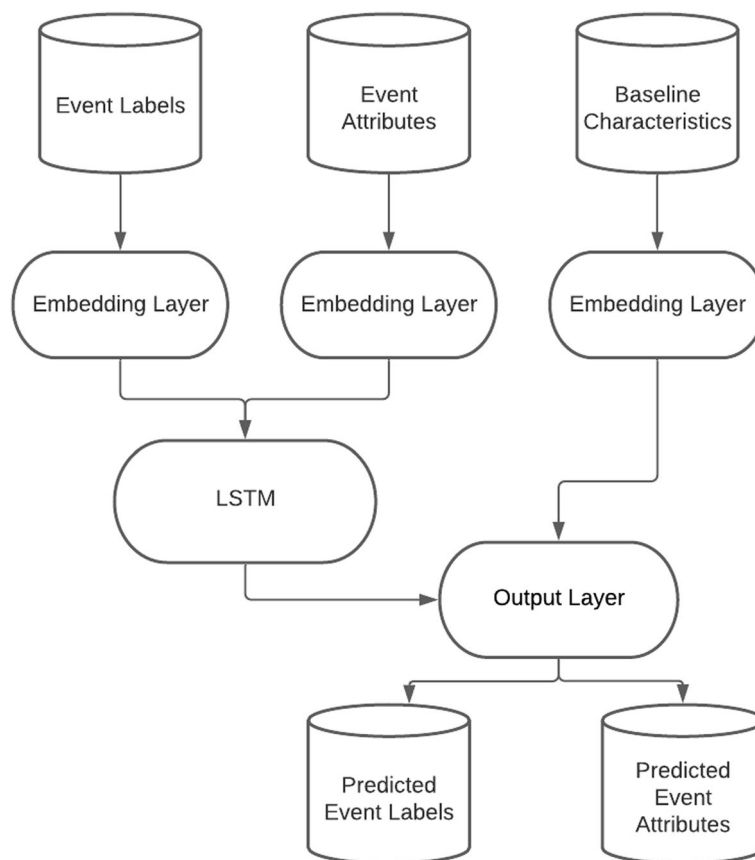 Event Labels
Event
Attributes
Baseline
Characteristics
Embedding Layer
Embedding Layer
Embedding Layer
LSTM
Output Layer
Predicted
Event Labels
Predicted
Event
Attributes